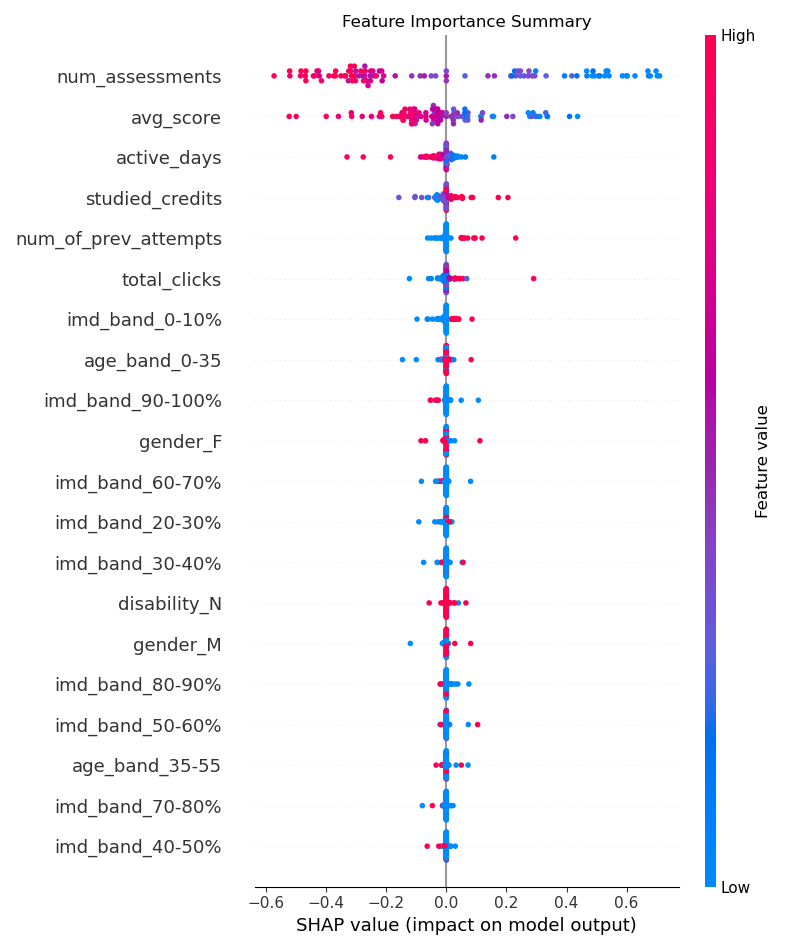 Feature Importance Summary
High
num_assessments
avg_score
active_days
studied_credits
num_of_prev_attempts
total_clicks
imd_band_0-10%
age_band_0-35
imd_band_90-100%
gender_F
imd_band_60-70%
imd_band_20-30%
imd_band_30-40%
disability_N
gender_M
imd_band_80-90%
imd_band_50-60%
age_band_35-55
imd_band_70-80%
imd_band_40-50%
Feature value
Low
−0.6 −0.4 −0.2 0.0 0.2 0.4 0.6
SHAP value (impact on model output)